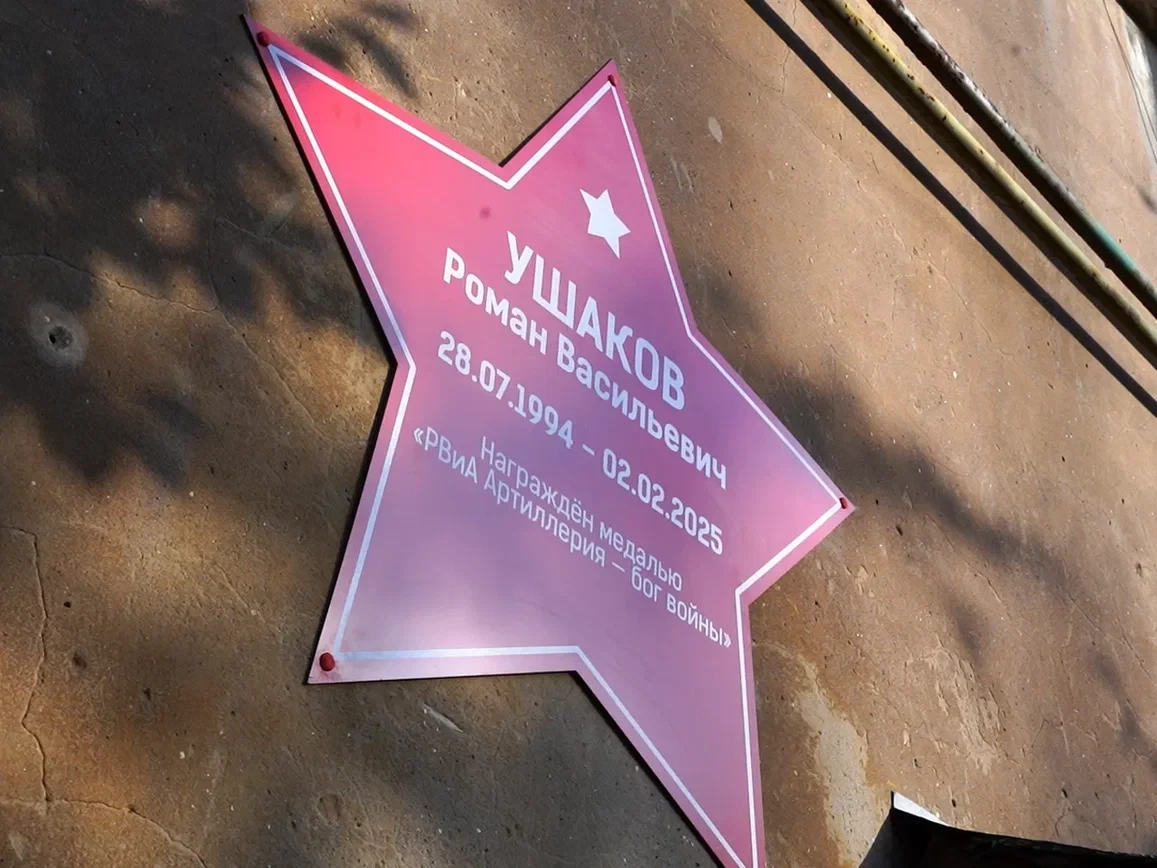 УШАКОВ
Роман Васильевич
28.07.1994 – 02.02.2025
Награждён медалью
«РВиА Артиллерия – бог войны»